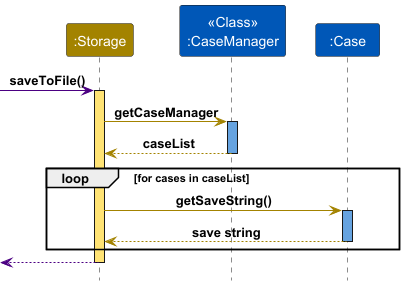 «Class»
:Storage
:CaseManager
:Case
saveToFile()
getCaseManager
caseList
loop
[for cases in caseList]
getSaveString()
save string